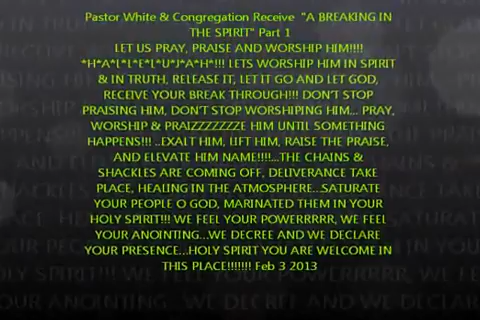 Pastor White & Congregation Receive "A BREAKING IN
THE SPIRIT" Part 1
LET US PRAY, PRAISE AND WORSHIP HIM!!!!
*H*A*L*L*E*L*U*J*A*H*!!! LETS WORSHIP HIM IN SPIRIT
& IN TRUTH, RELEASE IT, LET IT GO AND LET GOD,
RECEIVE YOUR BREAK THROUGH!!! DON'T STOP
PRAISING HIM, DON'T STOP WORSHIPING HIM... PRAY,
WORSHIP & PRAIZZZZZZZE HIM UNTIL SOMETHING
HAPPENS!!! ..EXALT HIM, LIFT HIM, RAISE THE PRAISE,
AND ELEVATE HIM NAME!!!!...THE CHAINS &
SHACKLES ARE COMING OFF, DELIVERANCE TAKE
PLACE, HEALING IN THE ATMOSPHERE...SATURATE
YOUR PEOPLE O GOD, MARINATED THEM IN YOUR
HOLY SPIRIT!!! WE FEEL YOUR POWERRRRR, WE FEEL
YOUR ANOINTING...WE DECREE AND WE DECLARE
YOUR PRESENCE...HOLY SPIRIT YOU ARE WELCOME IN
THIS PLACE!!!!!!! Feb 3 2013